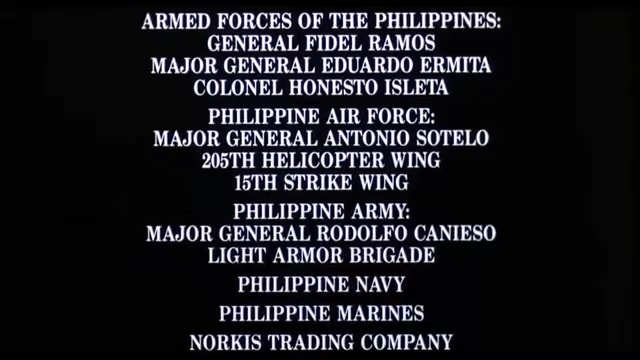 ARMED FORCES OF THE PHILIPPINES:
GENERAL FIDEL RAMOS
MAJOR GENERAL EDUARDO ERMITA
COLONEL HONESTO ISLETA
PHILIPPINE AIR FORCE:
MAJOR GENERAL ANTONIO SOTELO
205TH HELICOPTER WING
15TH STRIKE WING
PHILIPPINE ARMY:
MAJOR GENERAL RODOLFO CANIESO
LIGHT ARMOR BRIGADE
PHILIPPINE NAVY
PHILIPPINE MARINES
NORKIS TRADING COMPANY